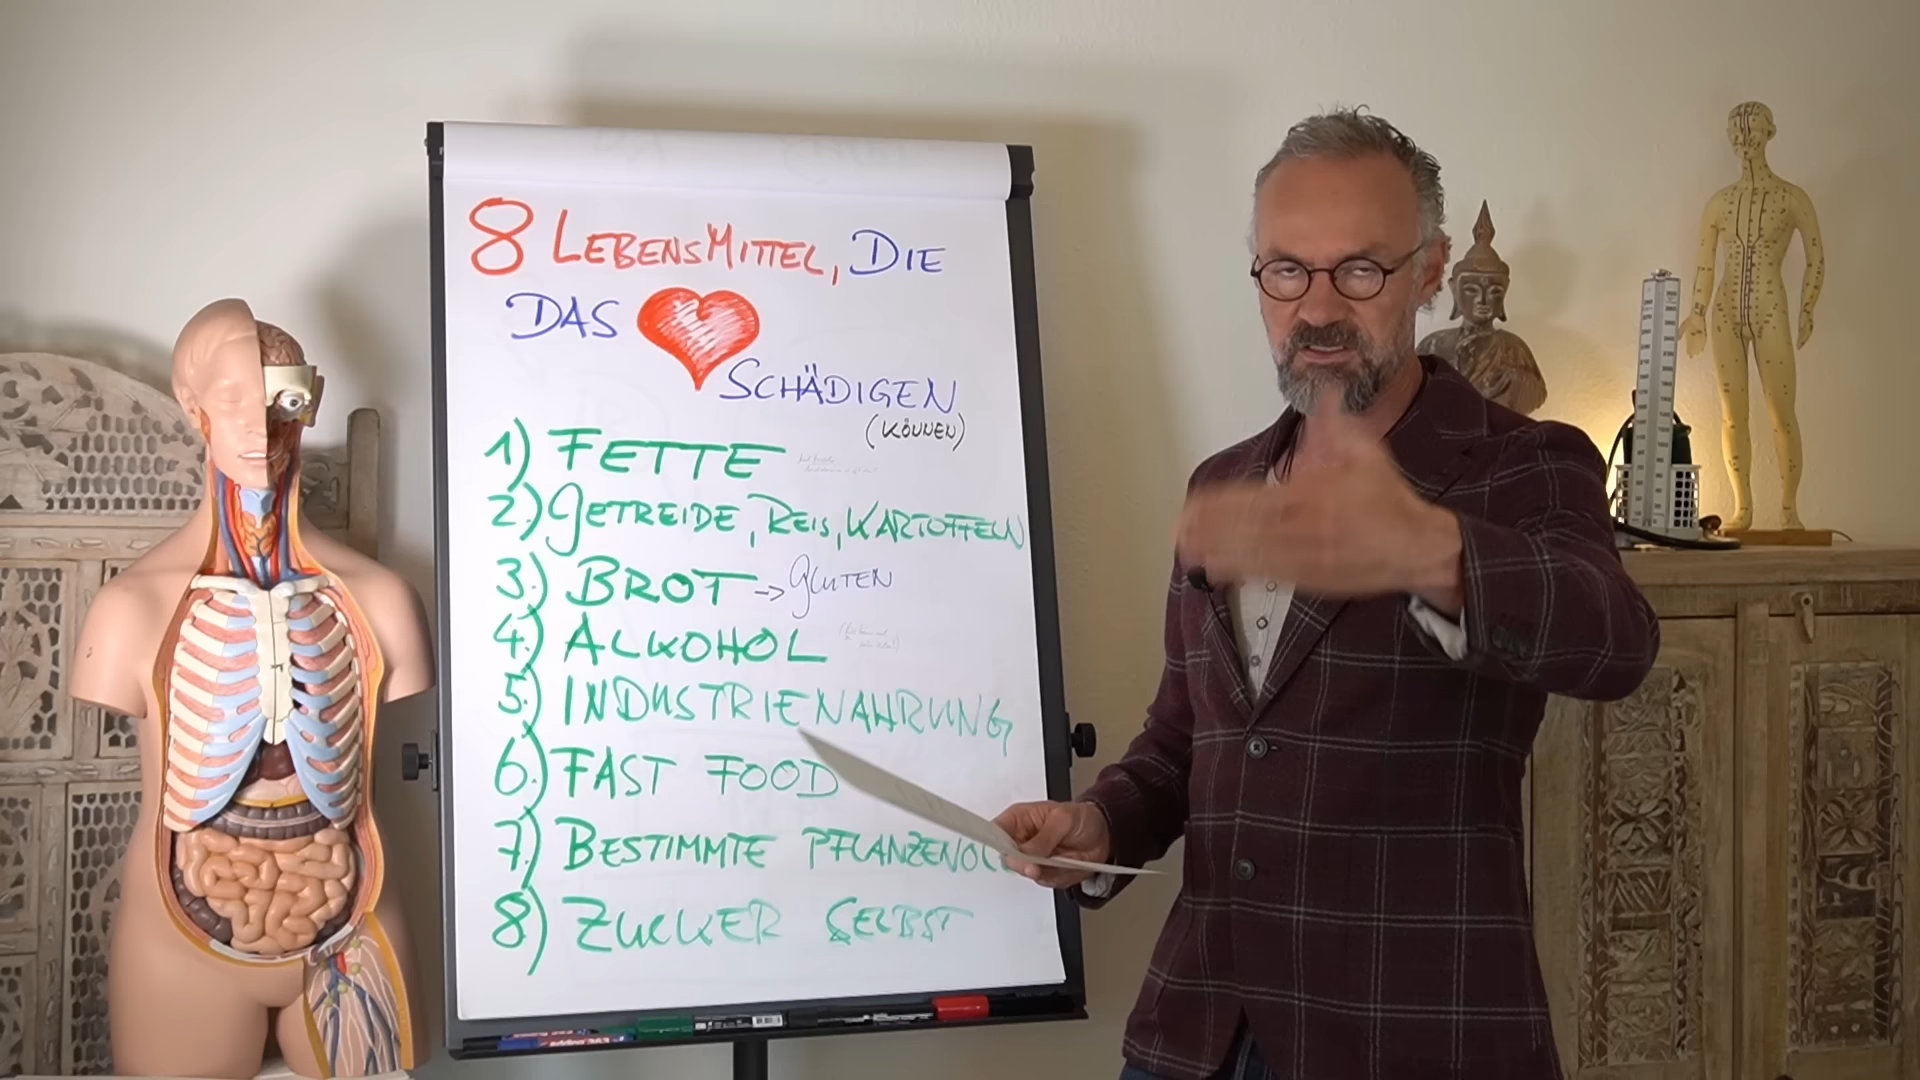 8 LEBENSMITTEL, DIE
DAS
SCHÄDIGEN
(KÖNNEN)
1) FETTE
2.) GETREIDE, REIS, KARTOFFELN
3.) BROT -> GLUTEN
4.) ALKOHOL
5.) INDUSTRIENAHRUNG
6.) FAST FOOD
7.) BESTIMMTE PFLANZENÖLE
8.) ZUCKER SELBST